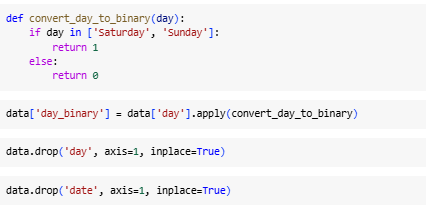 def convert_day_to_binary(day):
    if day in ['Saturday', 'Sunday']:
        return 1
    else:
        return 0
data['day_binary'] = data['day'].apply(convert_day_to_binary)
data.drop('day', axis=1, inplace=True)
data.drop('date', axis=1, inplace=True)